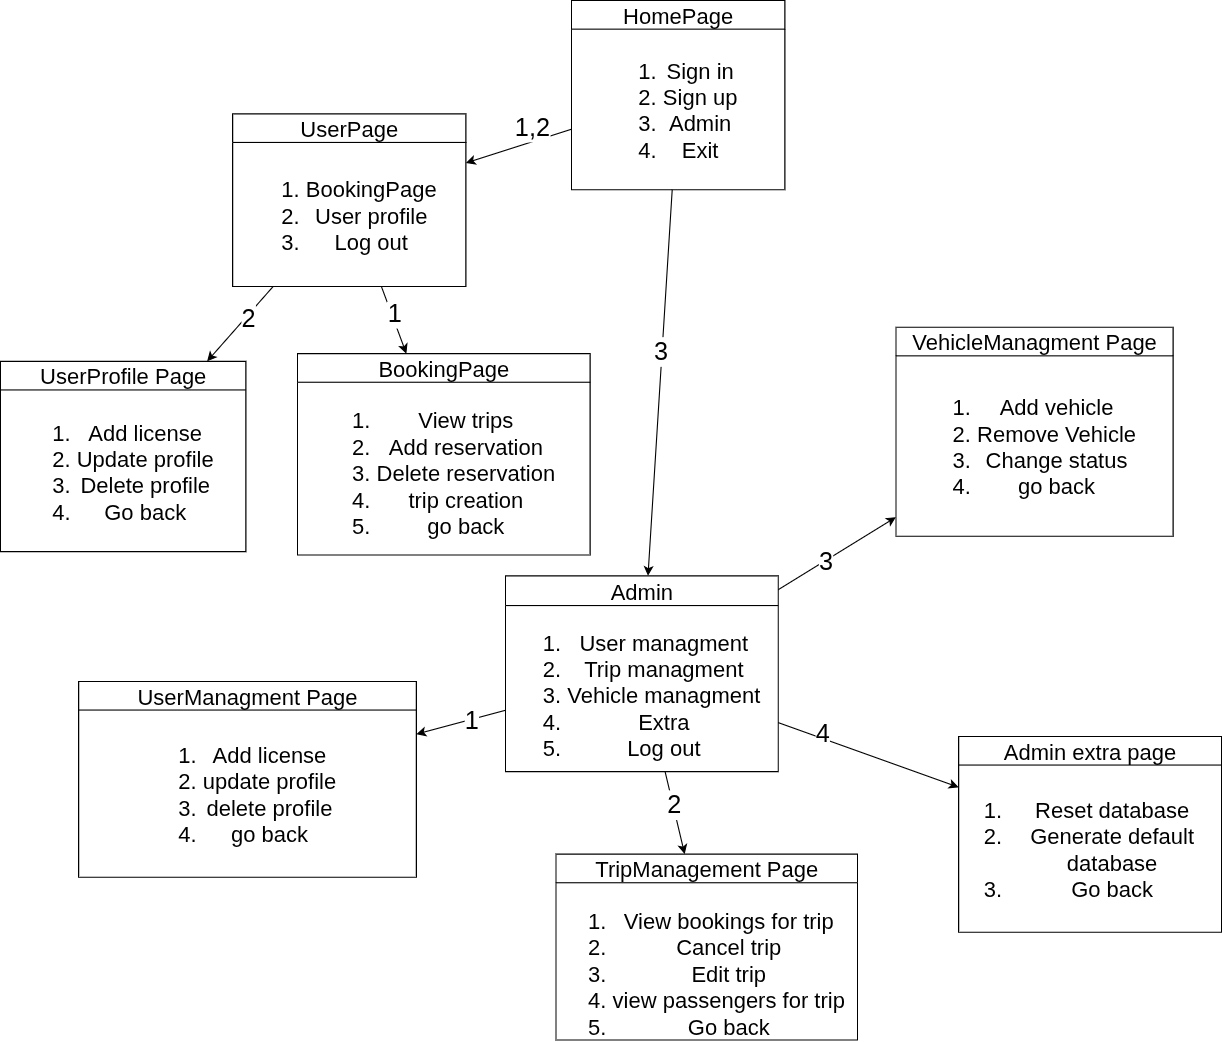 HomePage
1. Sign in
2. Sign up
3. Admin
4. Exit
1,2
UserPage
1. BookingPage
2. User profile
3. Log out
2
1
3
UserProfile Page
1. Add license
2. Update profile
3. Delete profile
4. Go back
BookingPage
1. View trips
2. Add reservation
3. Delete reservation
4. trip creation
5. go back
VehicleManagment Page
1. Add vehicle
2. Remove Vehicle
3. Change status
4. go back
3
Admin
1. User managment
2. Trip managment
3. Vehicle managment
4. Extra
5. Log out
1
4
2
UserManagment Page
1. Add license
2. update profile
3. delete profile
4. go back
Admin extra page
1. Reset database
2. Generate default
database
3. Go back
TripManagement Page
1. View bookings for trip
2. Cancel trip
3. Edit trip
4. view passengers for trip
5. Go back